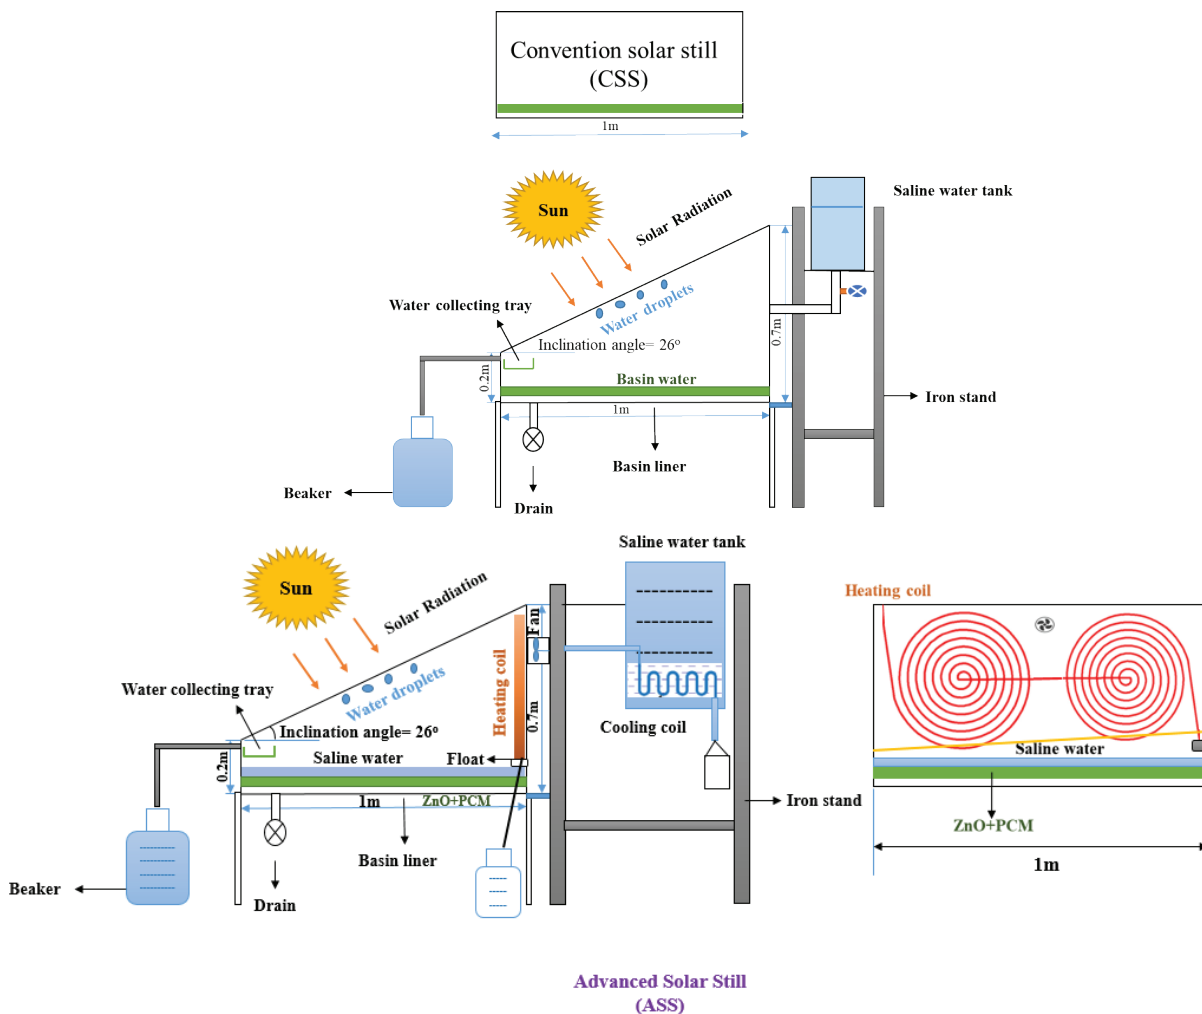 Convention solar still
(CSS)
1m
Saline water tank
Sun
Solar Radiation
Water collecting tray
Water droplets
Inclination angle= 26°
0.7m
0.2m
Basin water
1m
Iron stand
Basin liner
Beaker
Drain
Saline water tank
Sun
Solar Radiation
Fan
Heating coil
Heating coil
Water collecting tray
Water droplets
Inclination angle= 26°
0.7m
Cooling coil
Saline water
Float
Saline water
0.2m
1m
ZnO+PCM
Iron stand
ZnO+PCM
Basin liner
1m
Beaker
Drain
Advanced Solar Still
(ASS)